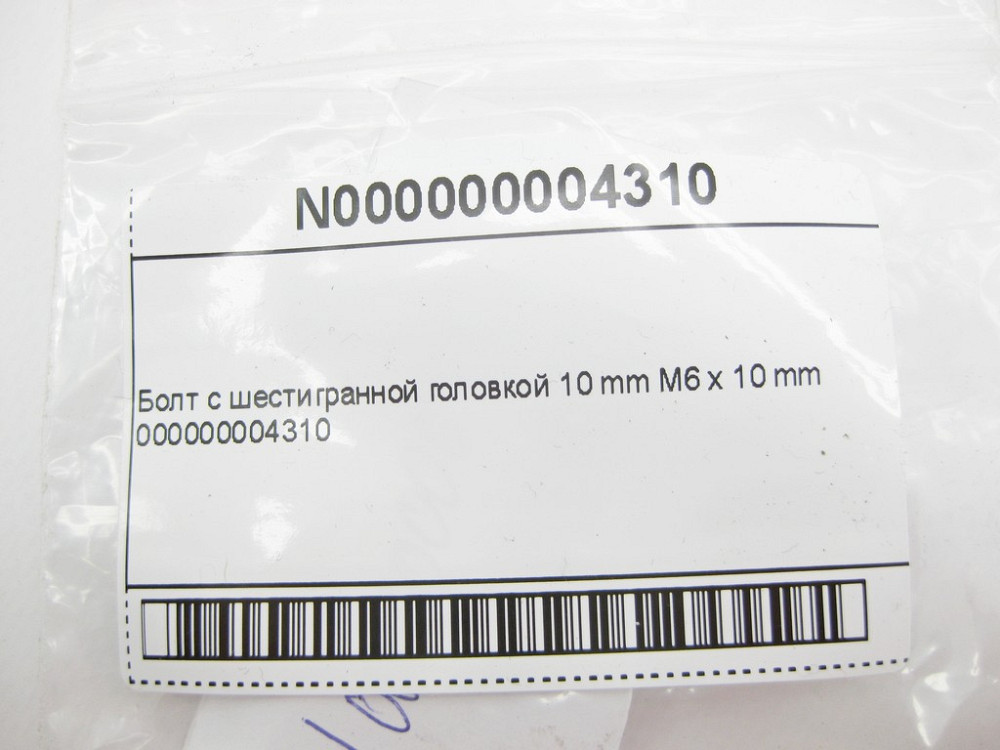 N000000004310
Болт с шестигранной головкой 10 mm M6 x 10 mm
000000004310